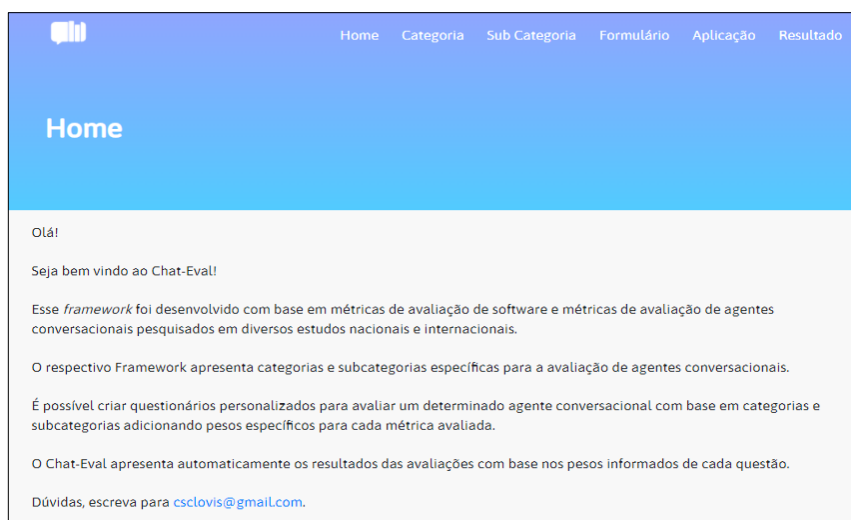 Home Categoria Sub Categoria Formulário Aplicação Resultado
Home
Olá!
Seja bem vindo ao Chat-Eval!
Esse framework foi desenvolvido com base em métricas de avaliação de software e métricas de avaliação de agentes
conversacionais pesquisados em diversos estudos nacionais e internacionais.
O respectivo Framework apresenta categorias e subcategorias específicas para a avaliação de agentes conversacionais.
É possível criar questionários personalizados para avaliar um determinado agente conversacional com base em categorias e
subcategorias adicionando pesos específicos para cada métrica avaliada.
O Chat-Eval apresenta automaticamente os resultados das avaliações com base nos pesos informados de cada questão.
Dúvidas, escreva para csclovis@gmail.com.